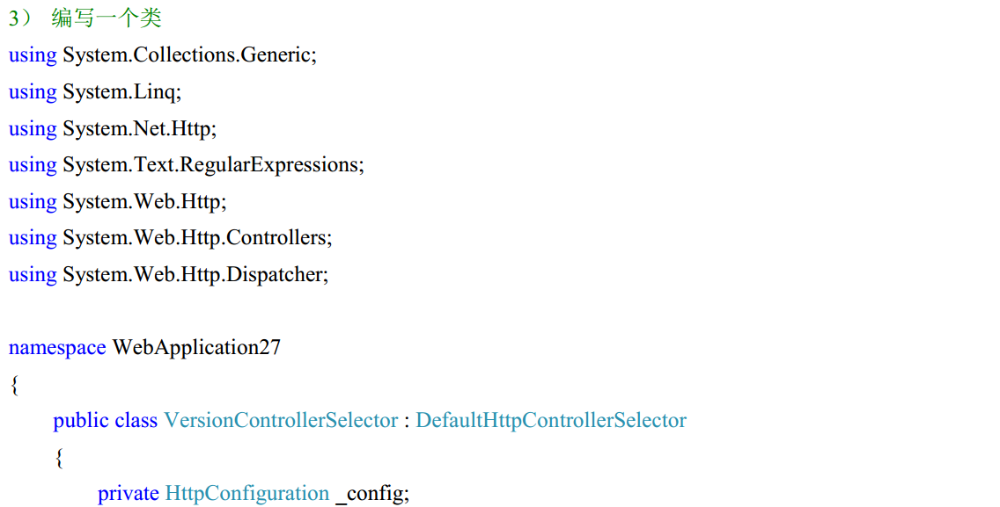 3） 编写一个类
using System.Collections.Generic;
using System.Linq;
using System.Net.Http;
using System.Text.RegularExpressions;
using System.Web.Http;
using System.Web.Http.Controllers;
using System.Web.Http.Dispatcher;
namespace WebApplication27
{
public class VersionControllerSelector : DefaultHttpControllerSelector
{
private HttpConfiguration _config;